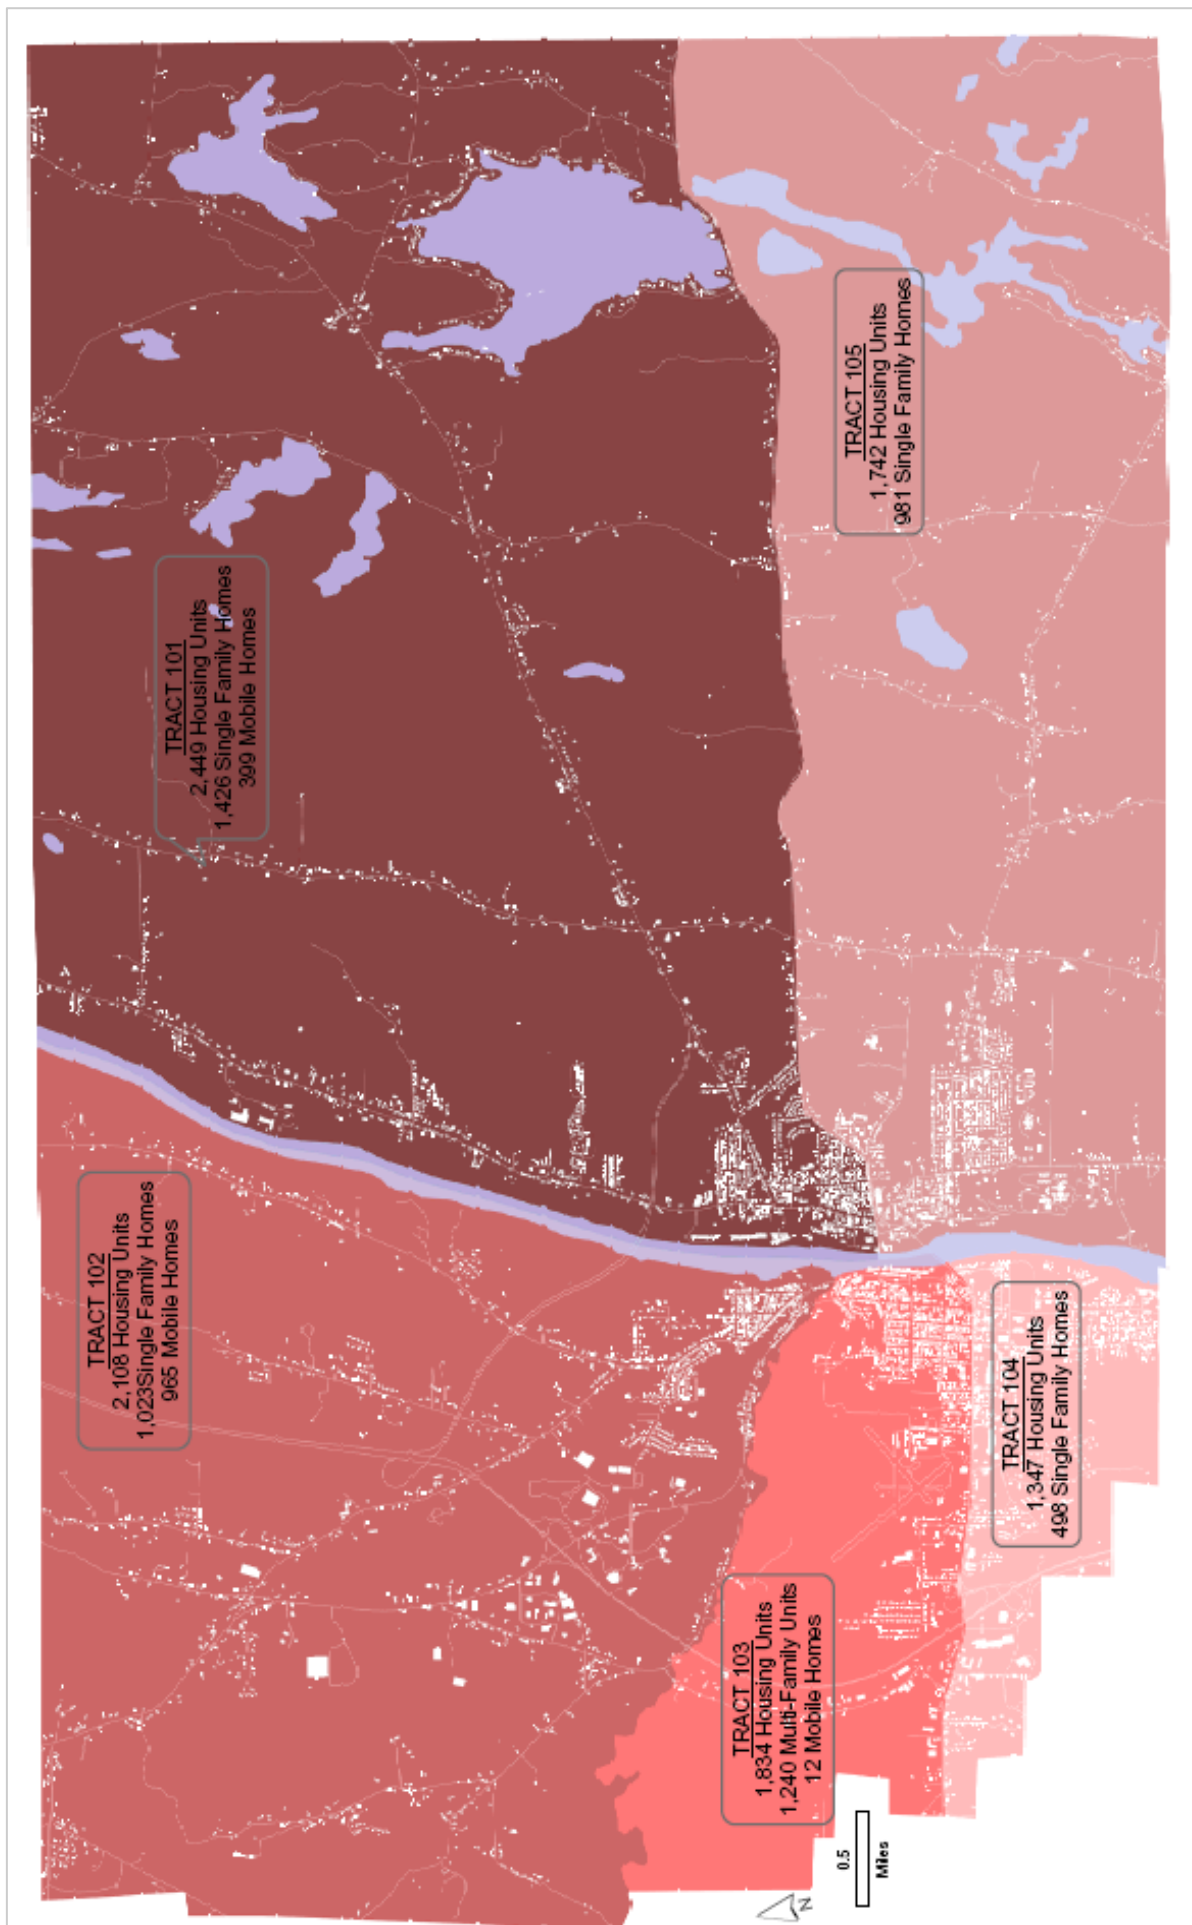 TRACT 102
2,108 Housing Units
1,023Single Family Homes
965 Mobile Homes
TRACT 101
2,449 Housing Units
1,426 Single Family Homes
399 Mobile Homes
TRACT 103
1,834 Housing Units
1,240 Multi-Family Units
12 Mobile Homes
TRACT 105
1,742 Housing Units
981 Single Family Homes
TRACT 104
1,347 Housing Units
498 Single Family Homes
N
0.5
Miles